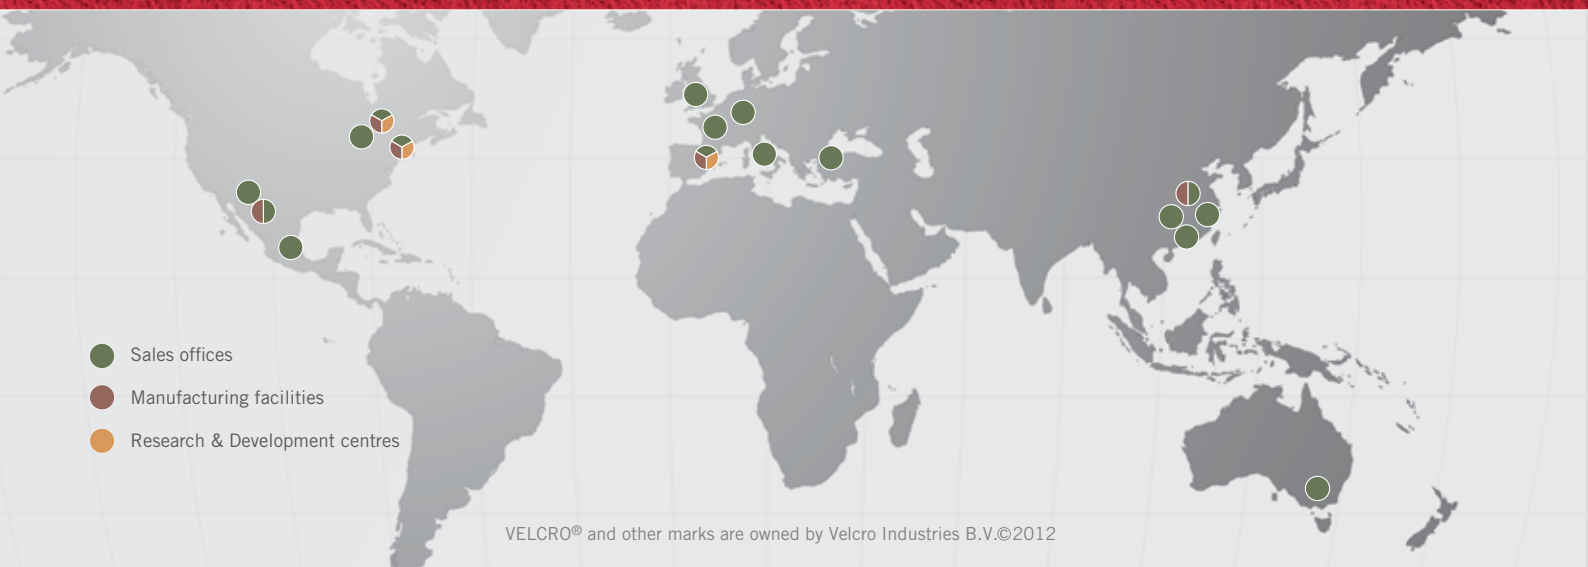 Sales offices
Manufacturing facilities
Research & Development centres
VELCRO® and other marks are owned by Velcro Industries B.V.©2012